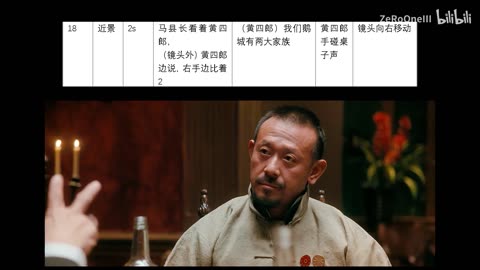 ZeRoOneIII bilibili
18 近景 2s 马县长看着黄四 （黄四郎）我们鹅 黄四郎 镜头向右移动
郎, 城有两大家族 手碰桌
（镜头外）黄四郎 子声
边说，右手边比着
2